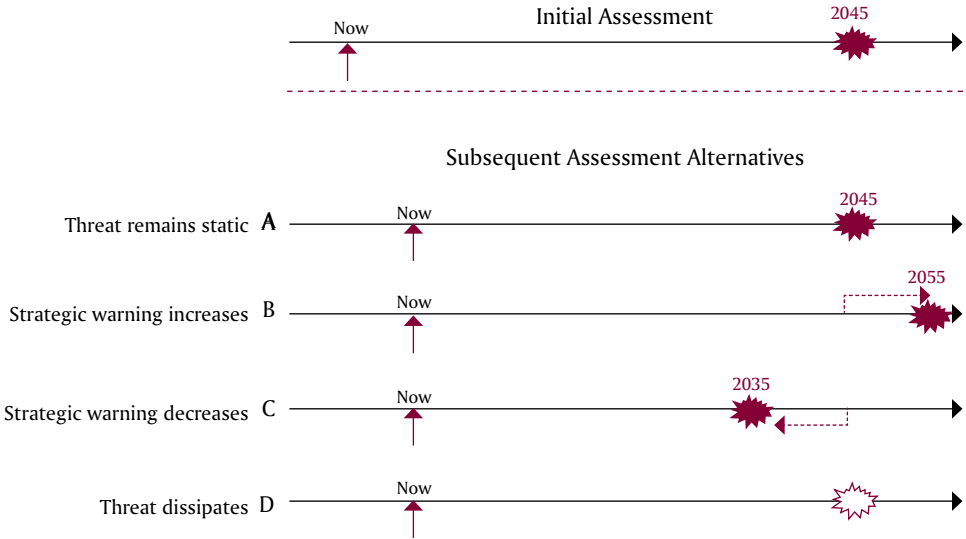 Initial Assessment
2045
Now
Subsequent Assessment Alternatives
Threat remains static A
Now
2045
Strategic warning increases B
Now
2055
Strategic warning decreases C
Now
2035
Threat dissipates D
Now